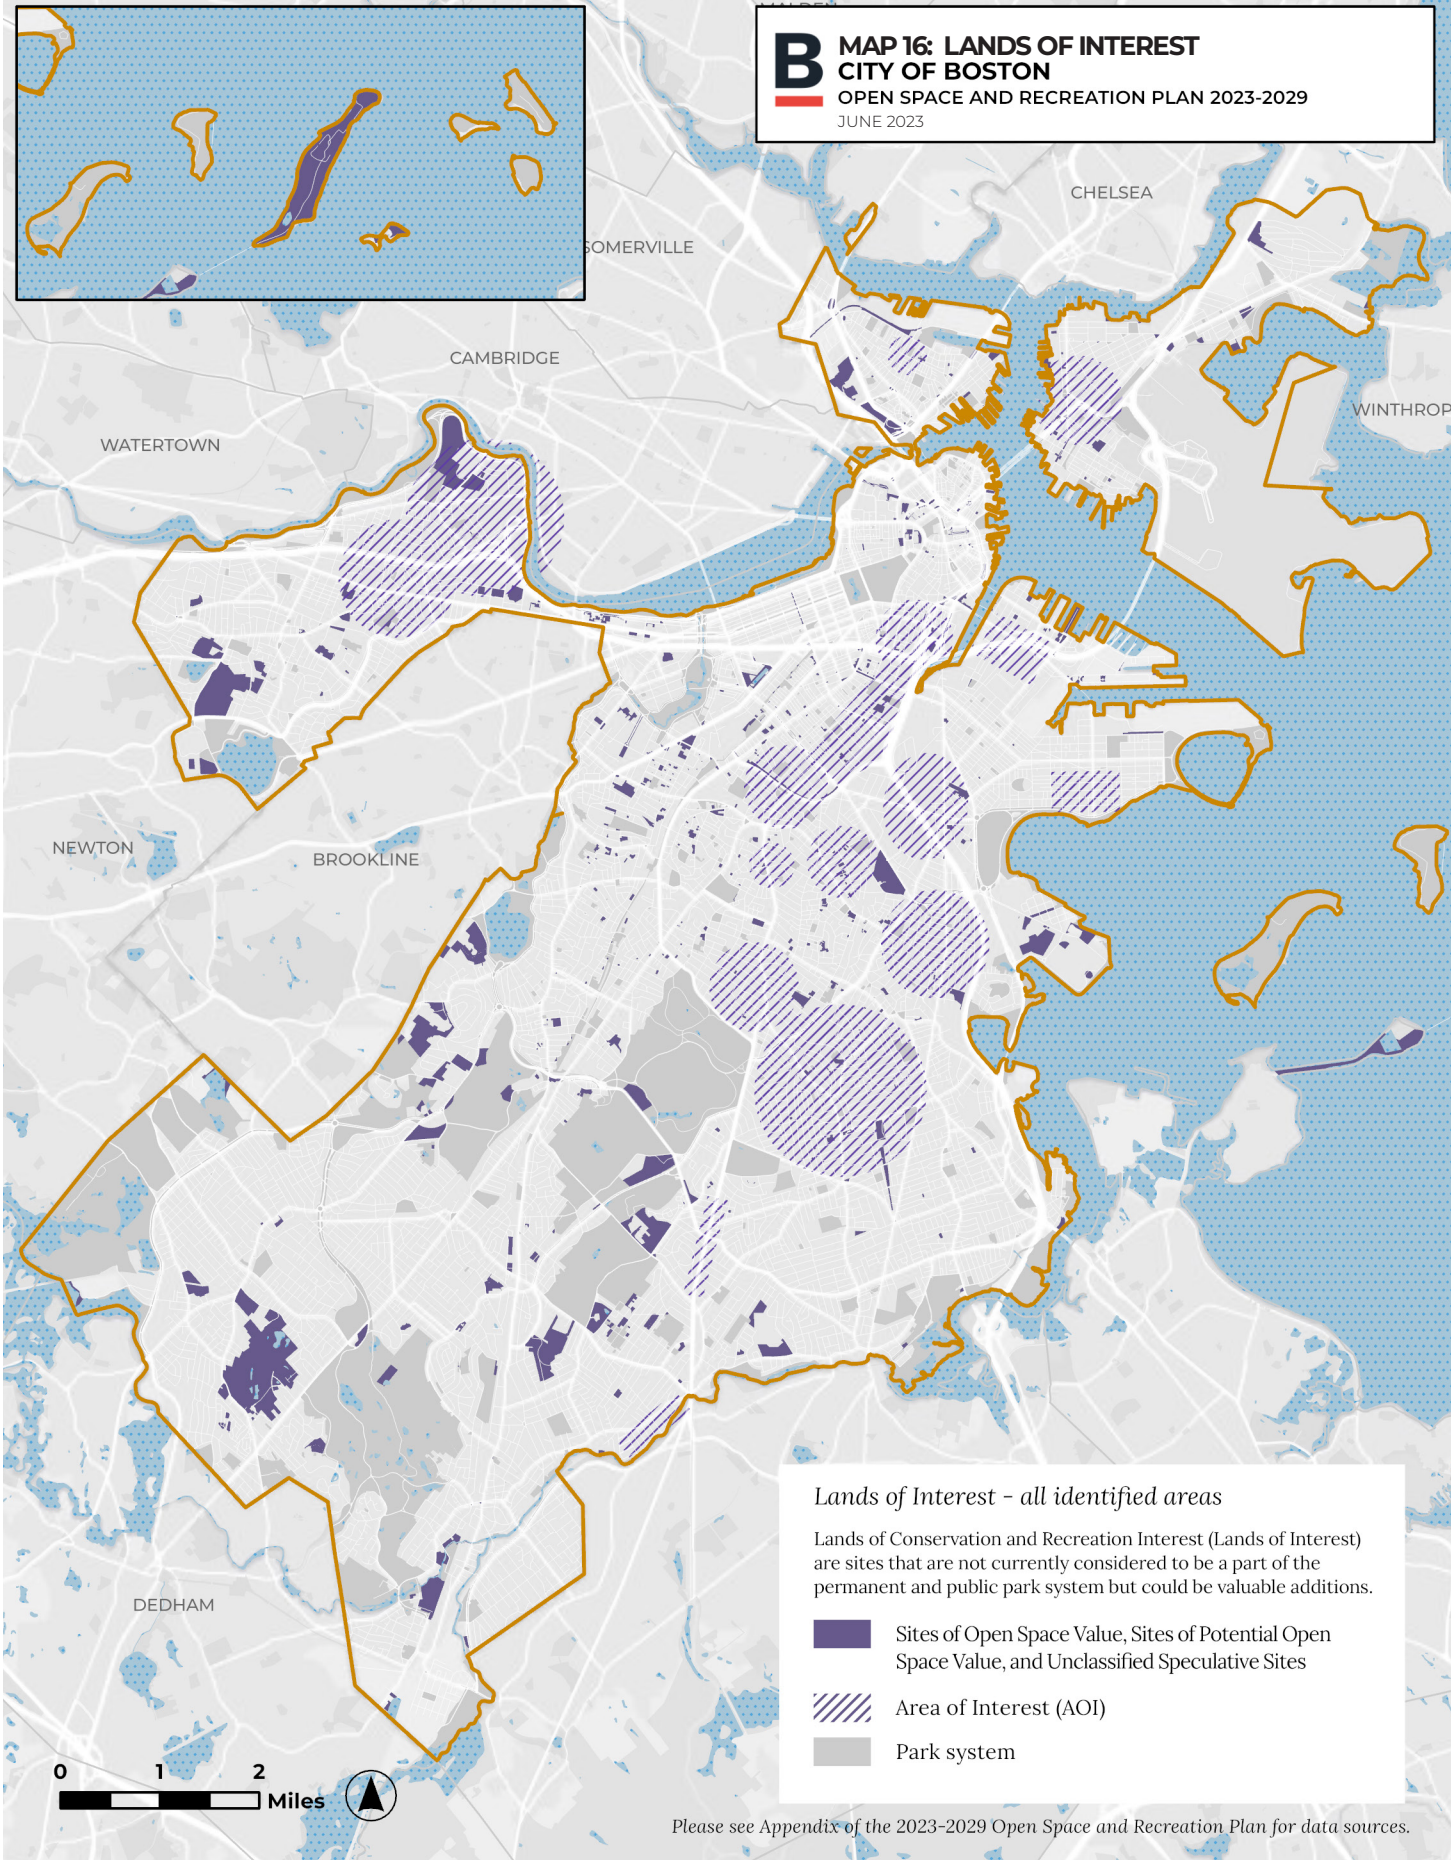 B
MAP 16: LANDS OF INTEREST
CITY OF BOSTON
OPEN SPACE AND RECREATION PLAN 2023-2029
JUNE 2023
CHELSEA
SOMERVILLE
CAMBRIDGE
WINTHROP
WATERTOWN
NEWTON
BROOKLINE
DEDHAM
Lands of Interest - all identified areas
Lands of Conservation and Recreation Interest (Lands of Interest)
are sites that are not currently considered to be a part of the
permanent and public park system but could be valuable additions.
Sites of Open Space Value, Sites of Potential Open
Space Value, and Unclassified Speculative Sites
Area of Interest (AOI)
Park system
0 1 2
Miles
Please see Appendix of the 2023-2029 Open Space and Recreation Plan for data sources.